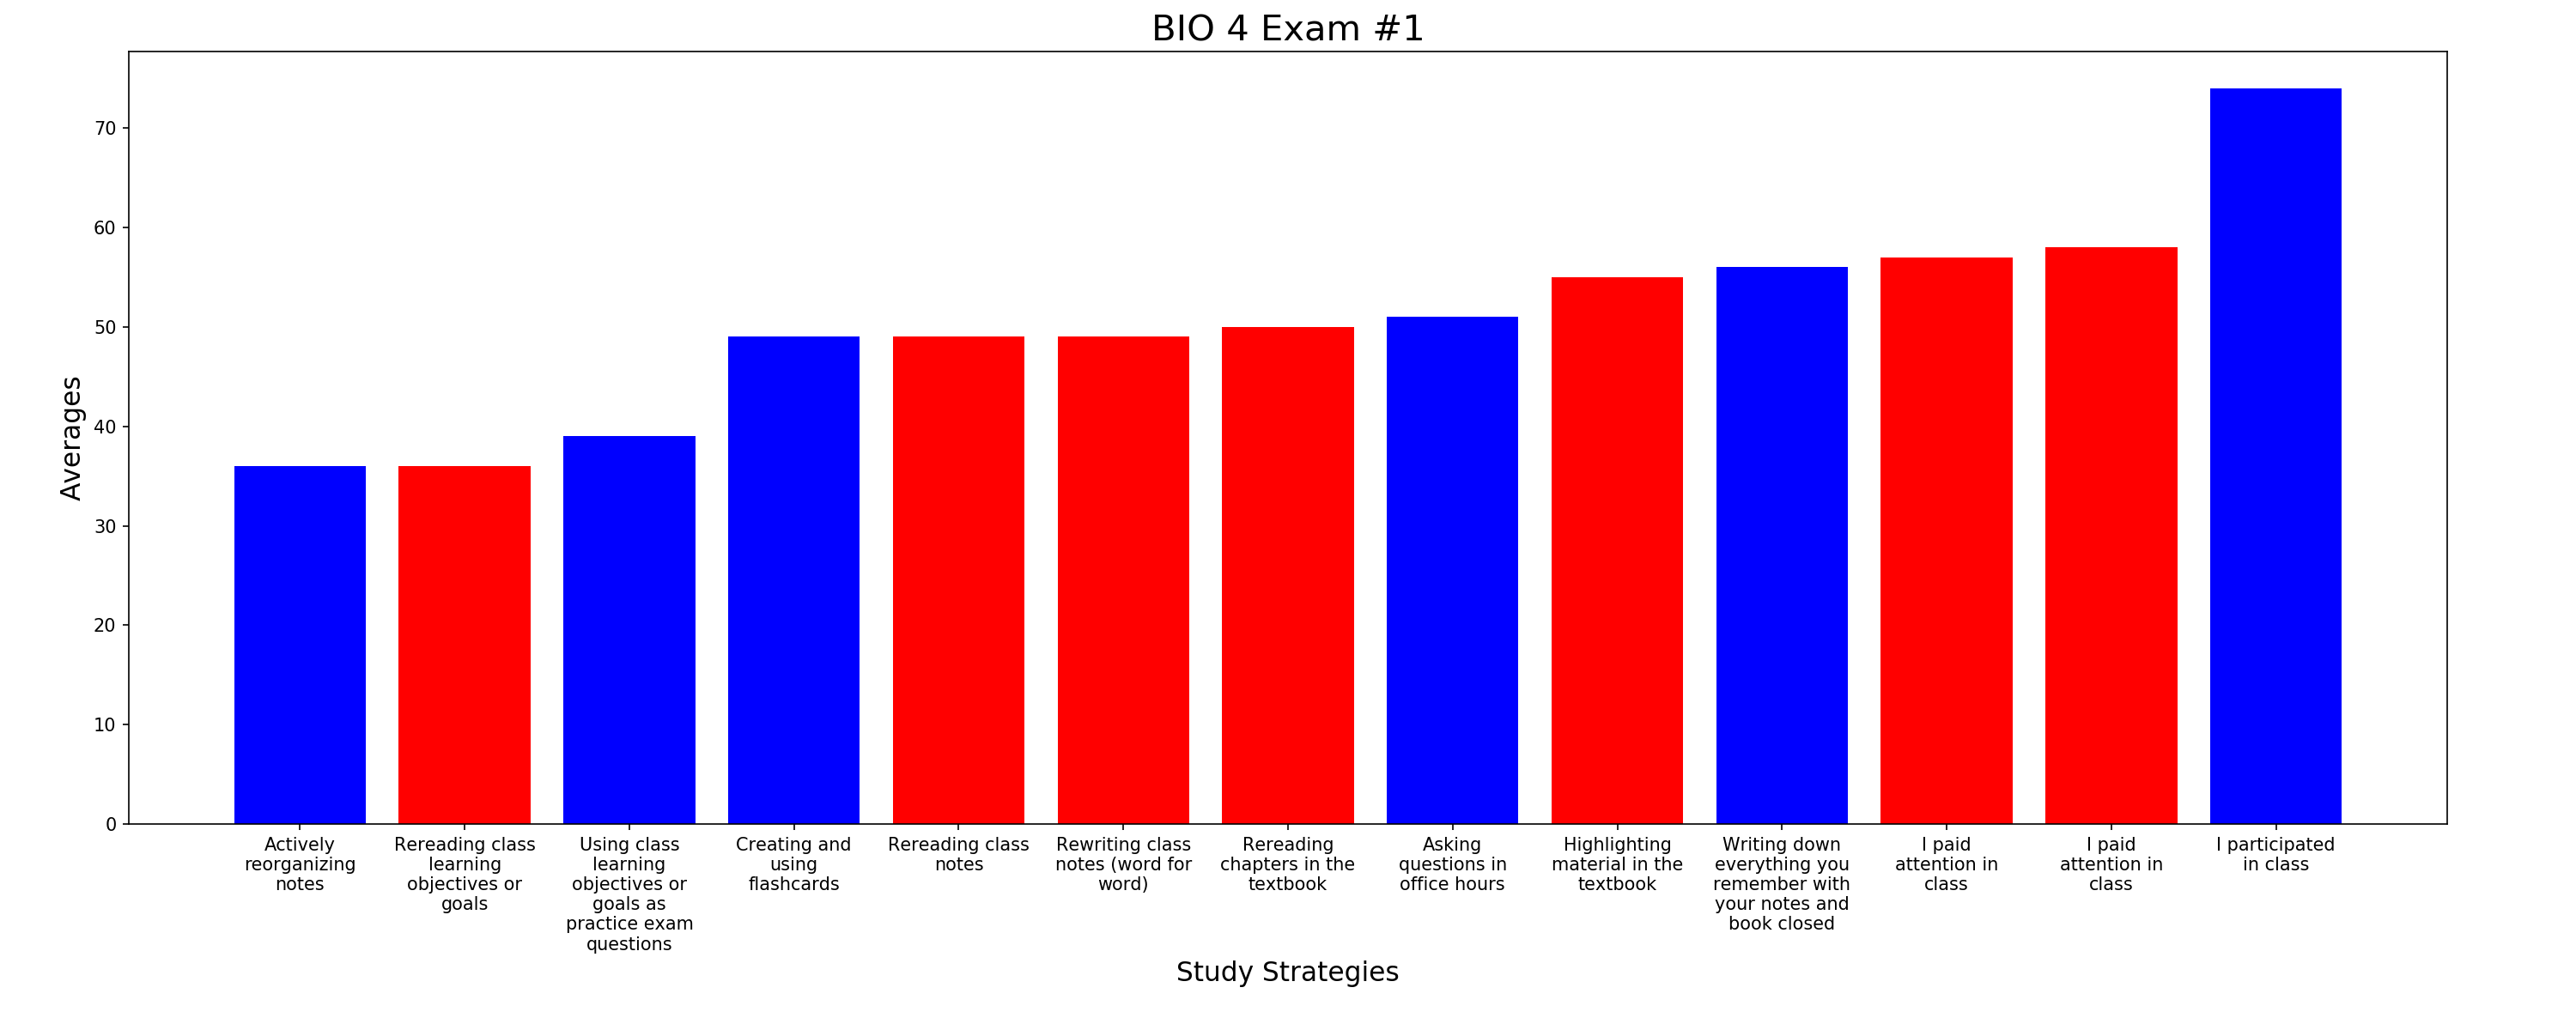 BIO 4 Exam #1
Averages
70
60
50
40
30
20
10
0
Actively
reorganizing
notes
Rereading class
learning
objectives or
goals
Using class
learning
objectives or
goals as
practice exam
questions
Creating and
using
flashcards
Rereading class
notes
Rewriting class
notes (word for
word)
Rereading
chapters in the
textbook
Asking
questions in
office hours
Highlighting
material in the
textbook
Writing down
everything you
remember with
your notes and
book closed
I paid
attention in
class
I paid
attention in
class
I participated
in class
Study Strategies